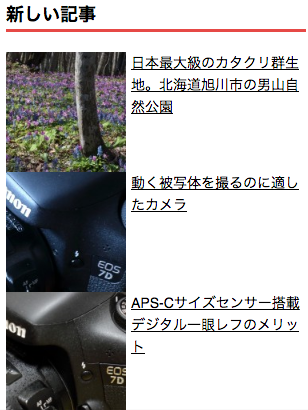 新しい記事
日本最大級のカタクリ群生
地。北海道旭川市の男山自
然公園
動く被写体を撮るのに適し
たカメラ
non
EOS
7D
APS-Cサイズセンサー搭載
デジタル一眼レフのメリッ
ト
non
EOS
7D